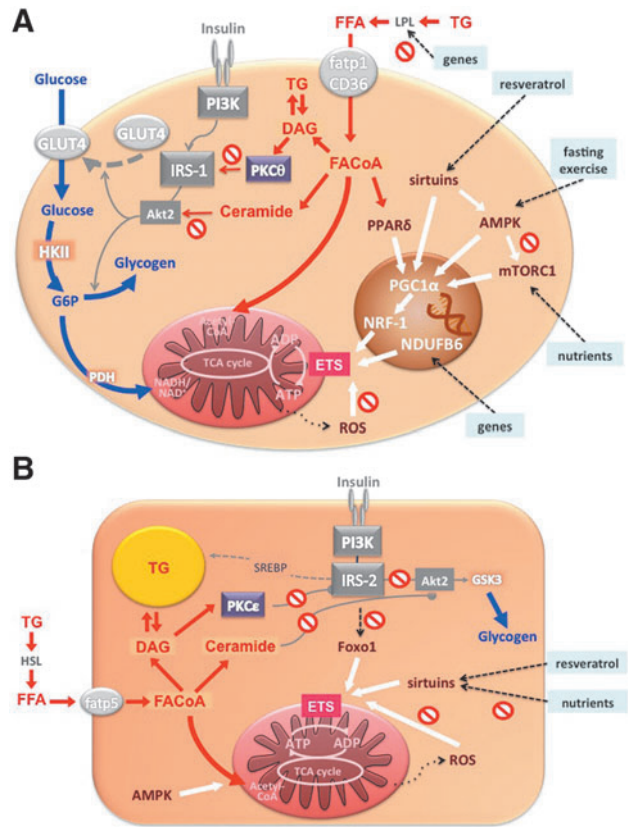 A
FFA
LPL
TG
Insulin
fatp1
CD36
genes
Glucose
PI3K
TG
resveratrol
GLUT4
GLUT4
DAG
IRS-1
PKCθ
FACoA
sirtuins
fasting
exercise
Glucose
Akt2
Ceramide
PPARδ
AMPK
HKII
Glycogen
mTORC1
G6P
PGC1α
NRF-1
ADP
NDUFB6
ETS
TCA cycle
nutrients
PDH
NADH/
NAD+
ATP
ROS
genes
B
Insulin
PI3K
TG
SREBP
IRS-2
Akt2
GSK3
PKCε
TG
DAG
Ceramide
Foxo1
Glycogen
HSL
resveratrol
FFA
fatp5
FACoA
ETS
sirtuins
nutrients
ATP
ADP
ROS
TCA cycle
AMPK
Acetyl-
CoA